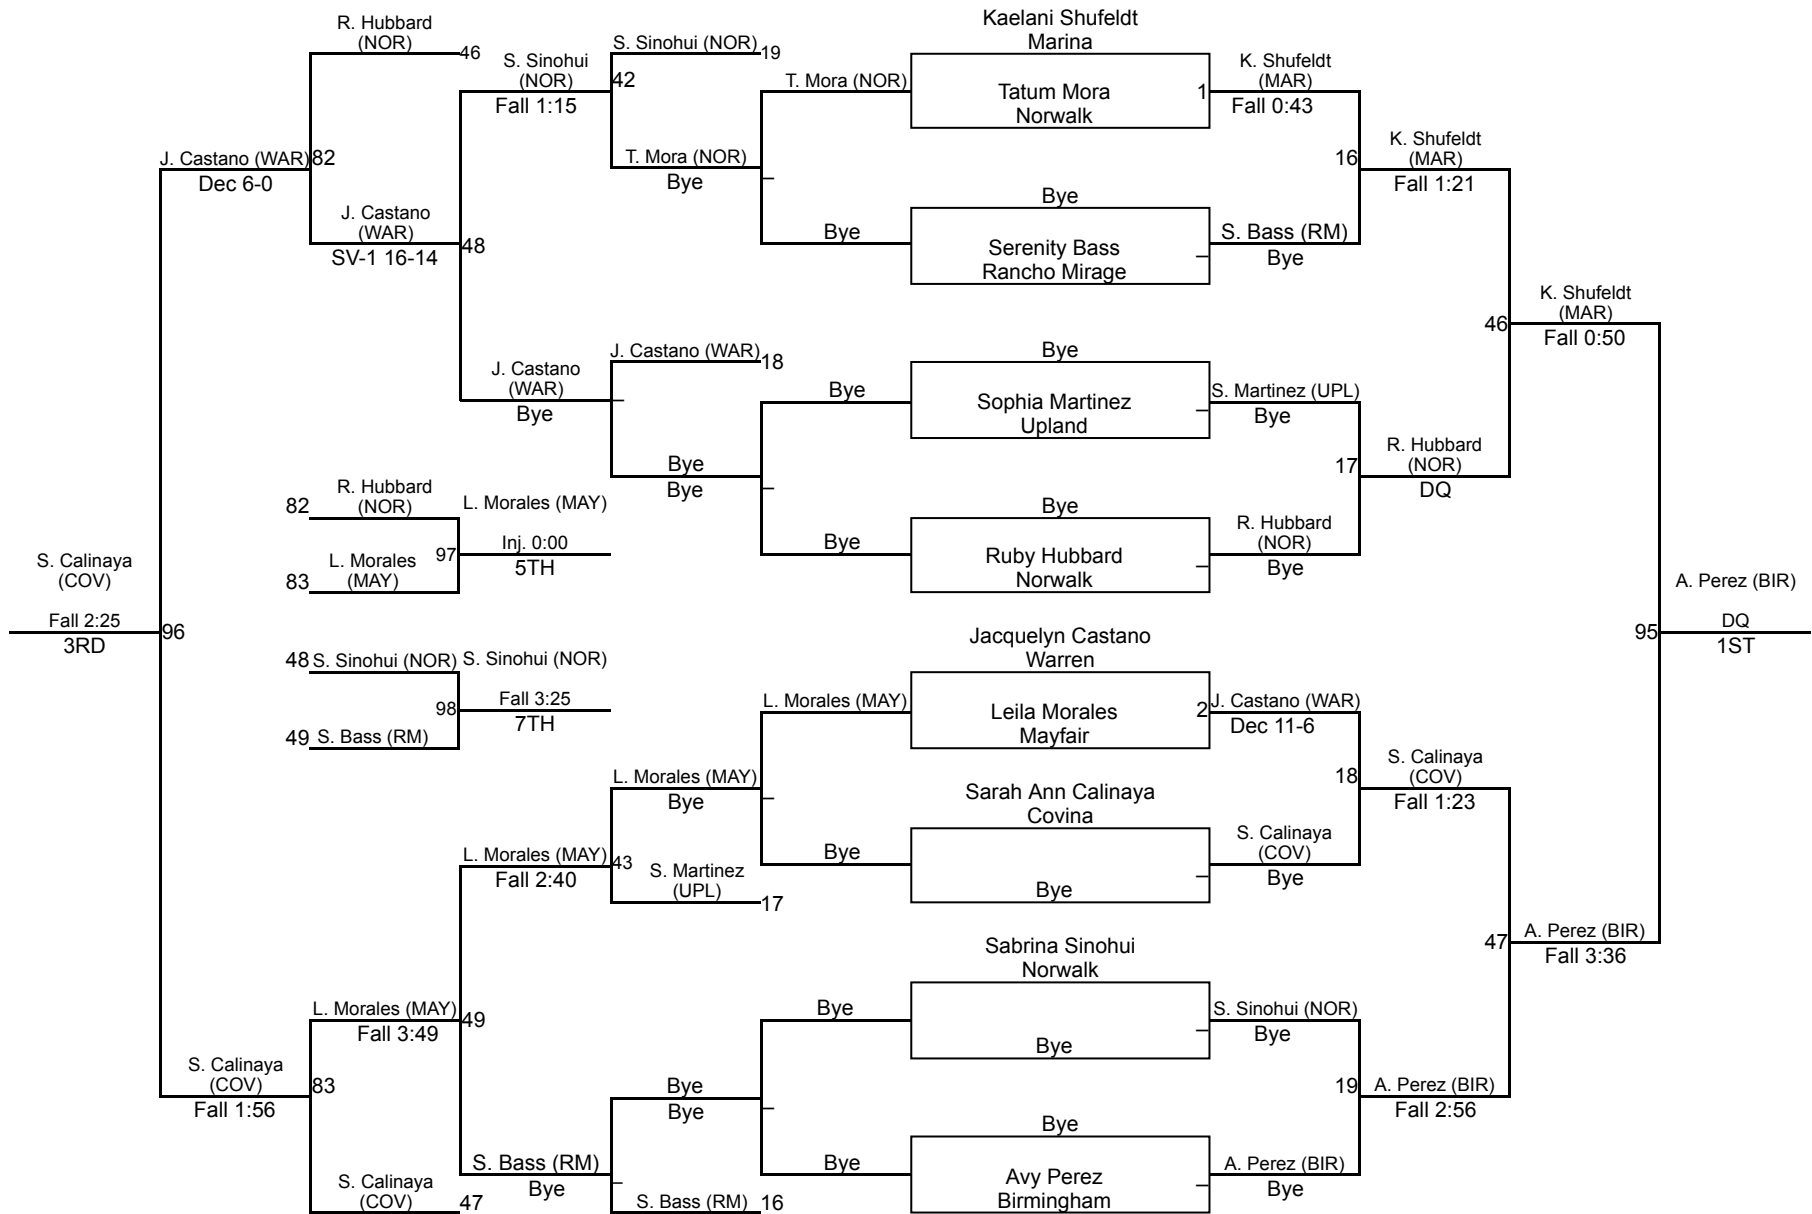 Kaelani Shufeldt
Marina
Tatum Mora
Norwalk
1
Bye
Serenity Bass
Rancho Mirage
Bye
Sophia Martinez
Upland
Bye
Ruby Hubbard
Norwalk
Jacquelyn Castano
Warren
Leila Morales
Mayfair
2
Sarah Ann Calinaya
Covina
Bye
Sabrina Sinohui
Norwalk
Bye
Bye
Avy Perez
Birmingham
K. Shufeldt
(MAR)
Fall 0:43
S. Bass (RM)
Bye
S. Martinez (UPL)
Bye
R. Hubbard
(NOR)
Bye
J. Castano (WAR)
Dec 11-6
S. Calinaya
(COV)
Bye
S. Sinohui (NOR)
Bye
A. Perez (BIR)
Bye
16
K. Shufeldt
(MAR)
Fall 1:21
17
R. Hubbard
(NOR)
DQ
18
S. Calinaya
(COV)
Fall 1:23
19
A. Perez (BIR)
Fall 2:56
46
K. Shufeldt
(MAR)
Fall 0:50
47
A. Perez (BIR)
Fall 3:36
95
A. Perez (BIR)
DQ
1ST
T. Mora (NOR)
Bye
Bye
Bye
L. Morales (MAY)
Bye
Bye
Bye
S. Sinohui (NOR)
19
T. Mora (NOR)
Bye
J. Castano (WAR)
18
Bye
Bye
L. Morales (MAY)
Bye
S. Martinez
(UPL)
17
Bye
Bye
S. Bass (RM)
16
S. Sinohui
(NOR)
Fall 1:15
42
J. Castano
(WAR)
Bye
L. Morales (MAY)
Fall 2:40
43
S. Bass (RM)
Bye
R. Hubbard
(NOR)
46
J. Castano
(WAR)
SV-1 16-14
48
L. Morales (MAY)
Fall 3:49
49
S. Calinaya
(COV)
47
J. Castano (WAR)
Dec 6-0
82
S. Calinaya
(COV)
Fall 1:56
83
S. Calinaya
(COV)
Fall 2:25
3RD
96
82
R. Hubbard
(NOR)
83
L. Morales
(MAY)
97
L. Morales (MAY)
Inj. 0:00
5TH
48
S. Sinohui (NOR)
49
S. Bass (RM)
98
S. Sinohui (NOR)
Fall 3:25
7TH